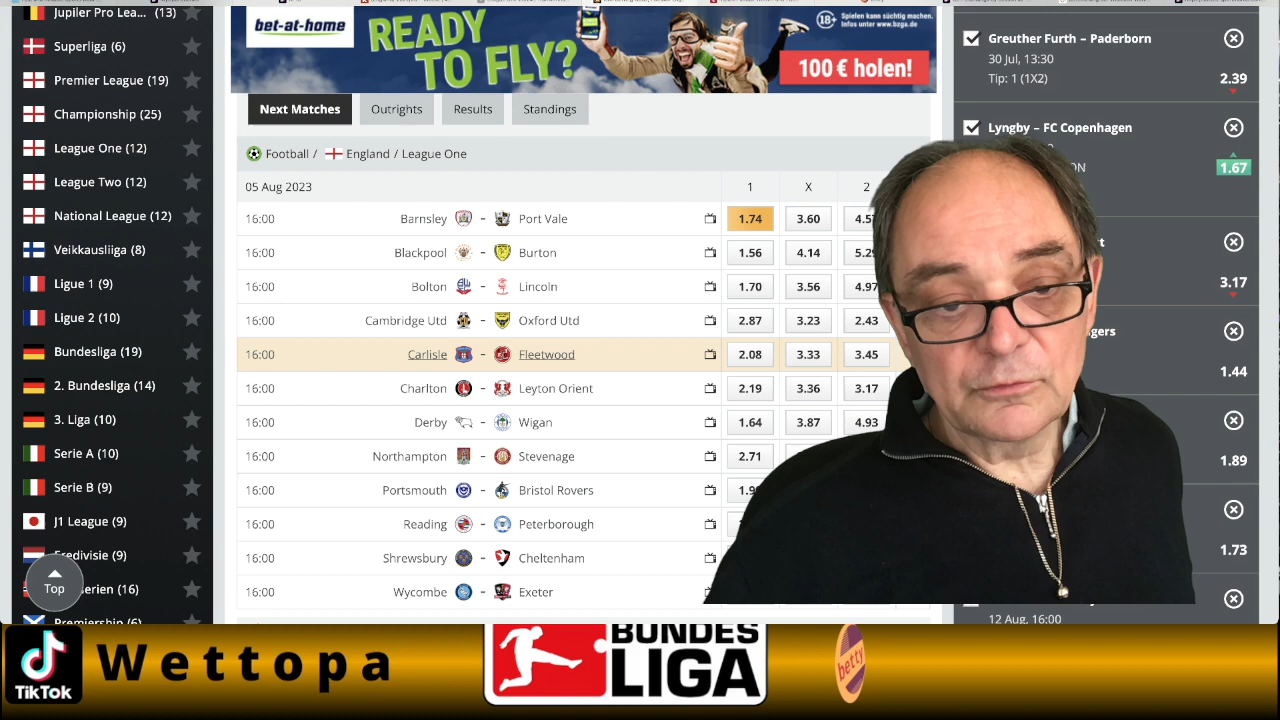 (13)
Superliga (6)
Premier League (19)
Championship (25)
League One (12)
League Two (12)
National League (12)
Veikkausliiga (8)
Ligue 1 (9)
Ligue 2 (10)
Bundesliga (19)
2. Bundesliga (14)
3. Liga (10)
Serie A (10)
Serie B (9)
J1 League (9)
Eredivisie (9)
(16)
Premiership (6)
Top
bet-at-home
READY
TO FLY?
18+ Spielen kann süchtig machen.
Infos unter www.bzga.de
100 € holen!
Next Matches Outrights Results Standings
Football / England / League One
05 Aug 2023 1 X 2
16:00 Barnsley - Port Vale 1.74 3.60
16:00 Blackpool - Burton 1.56 4.14
16:00 Bolton - Lincoln 1.70 3.56 4.97
16:00 Cambridge Utd - Oxford Utd 2.87 3.23 2.43
16:00 Carlisle - Fleetwood 2.08 3.33 3.45
16:00 Charlton - Leyton Orient 2.19 3.36 3.17
16:00 Derby - Wigan 1.64 3.87 4.93
16:00 Northampton - Stevenage 2.71
16:00 Portsmouth - Bristol Rovers
16:00 Reading - Peterborough
16:00 Shrewsbury - Cheltenham
16:00 Wycombe - Exeter
Greuther Furth – Paderborn
30 Jul, 13:30
Tip: 1 (1X2) 2.39
Lyngby – FC Copenhagen
1.67
3.17
1.44
1.89
1.73
12 Aug, 16:00
TikTok
Wettopa
BUNDES
LIGA
betty